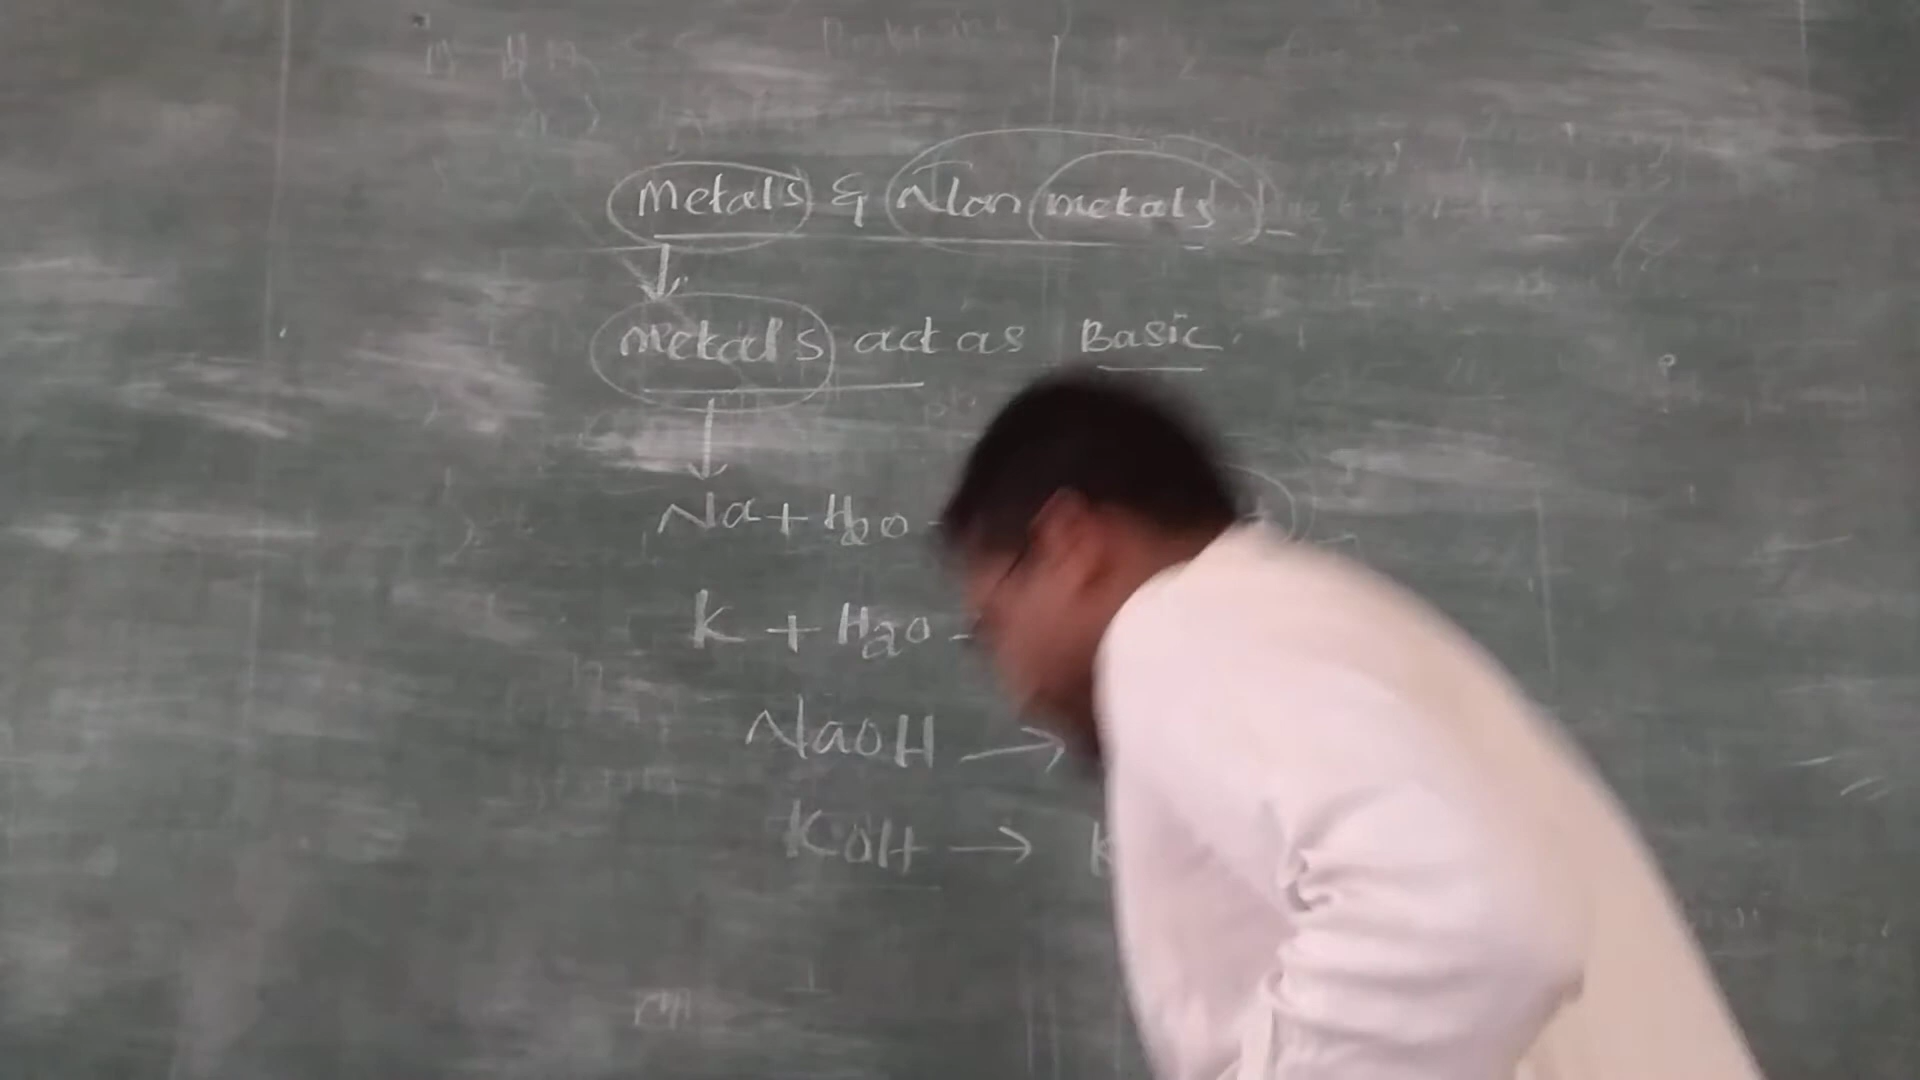 Metals & Non metals
metals act as Basic.
Na + H2O -
K + H2O -
NaOH →
KOH → K